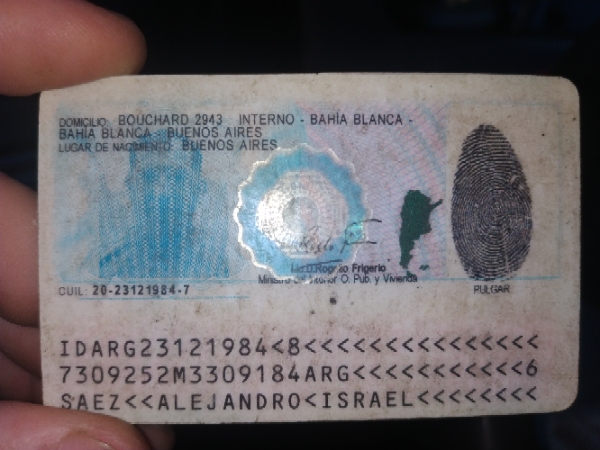 DOMICILIO: BOUCHARD 2943 INTERNO - BAHÍA BLANCA -
BAHÍA BLANCA - BUENOS AIRES
LUGAR DE NACIMIENTO: BUENOS AIRES
Lic. Rogelio Frigerio
Ministro del Interior O. Pub. y Vivienda
CUIL: 20-23121984-7
PULGAR
IDARG23121984<8<<<<<<<<<<<<<<<
7309252M3309184ARG<<<<<<<<<<<6
SAEZ<<ALEJANDRO<ISRAEL<<<<<<<<